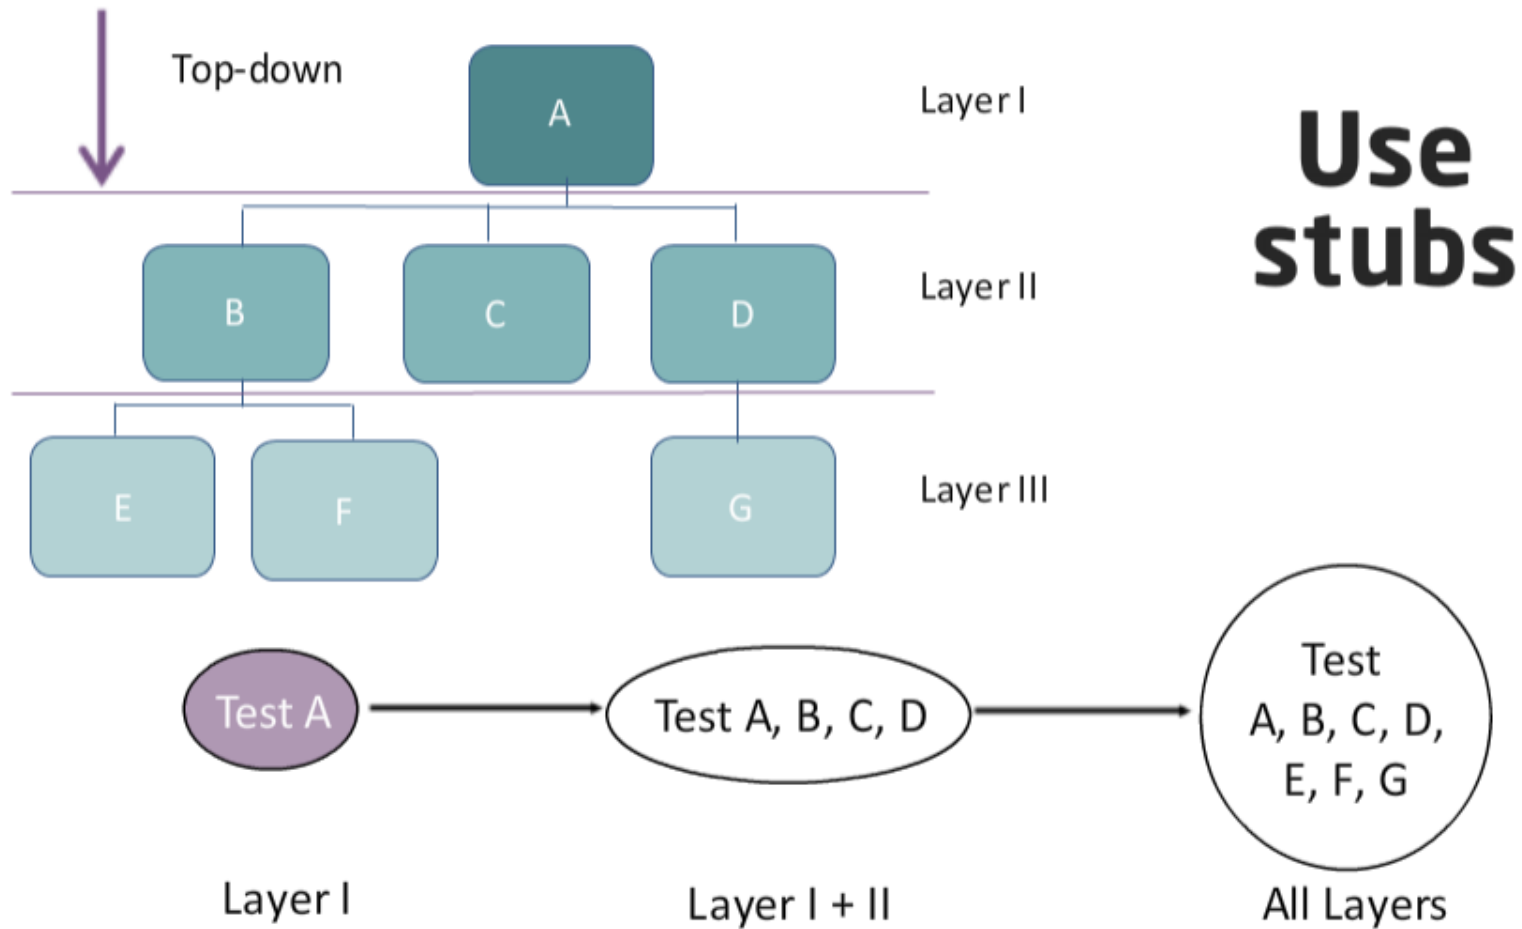 Top-down
A
Layer I
Use
stubs
B
C
D
Layer II
E
F
G
Layer III
Test A
Test A, B, C, D
Test
A, B, C, D,
E, F, G
Layer I
Layer I + II
All Layers